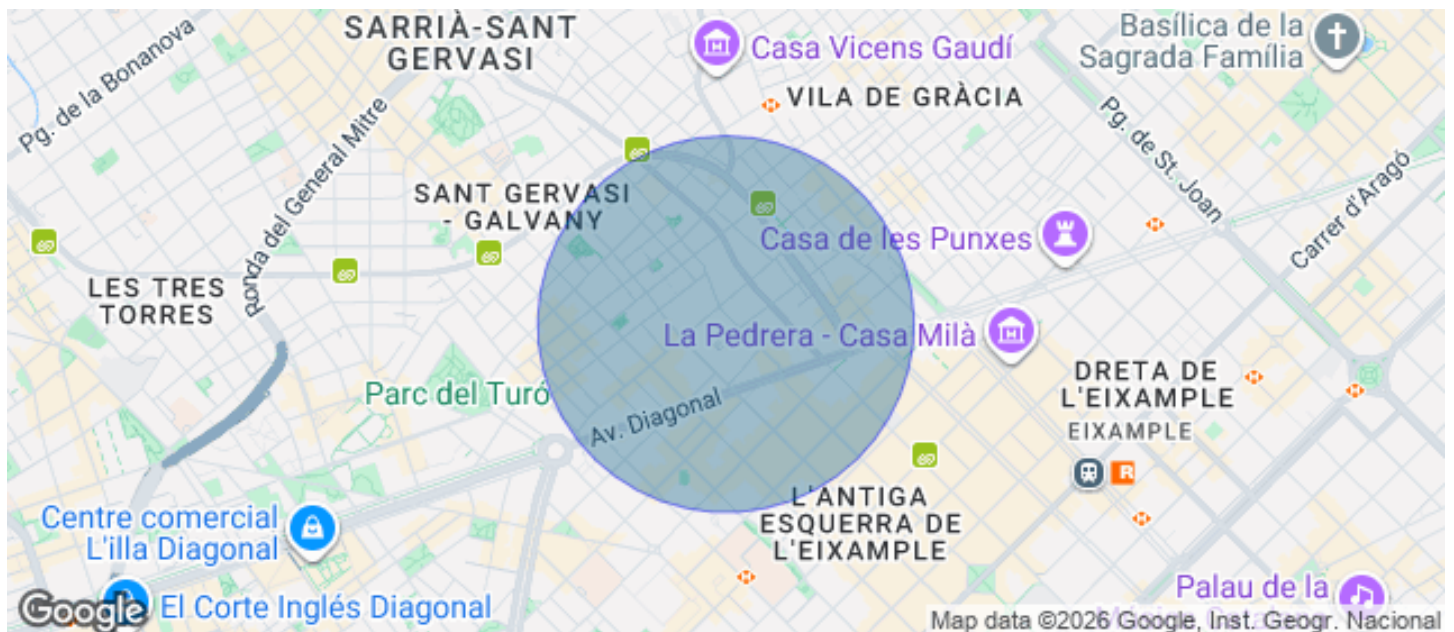 SARRIÀ-SANT
GERVASI
Pg. de la Bonanova
Casa Vicens Gaudí
Basílica de la
Sagrada Família
VILA DE GRÀCIA
Ronda del General Mitre
Pg. de St. Joan
Carrer d'Aragó
SANT GERVASI
- GALVANY
Casa de les Punxes
LES TRES
TORRES
La Pedrera - Casa Milà
Parc del Turó
Av. Diagonal
DRETA DE
L'EIXAMPLE
EIXAMPLE
R
L'ANTIGA
ESQUERRA DE
L'EIXAMPLE
Centre comercial
L'illa Diagonal
El Corte Inglés Diagonal
Palau de la
Google
Map data ©2026 Google, Inst. Geogr. Nacional